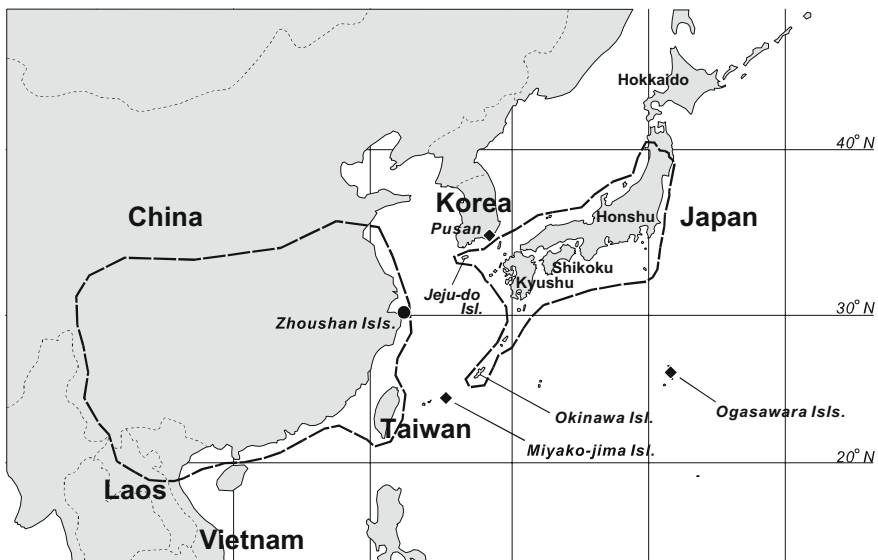 Hokkaido
40° N
China
Korea
Honshu
Japan
Pusan
Shikoku
Kyushu
Jeju-do
Isl.
Zhoushan Isls.
30° N
Okinawa Isl.
Ogasawara Isls.
Taiwan
Miyako-jima Isl.
20° N
Laos
Vietnam